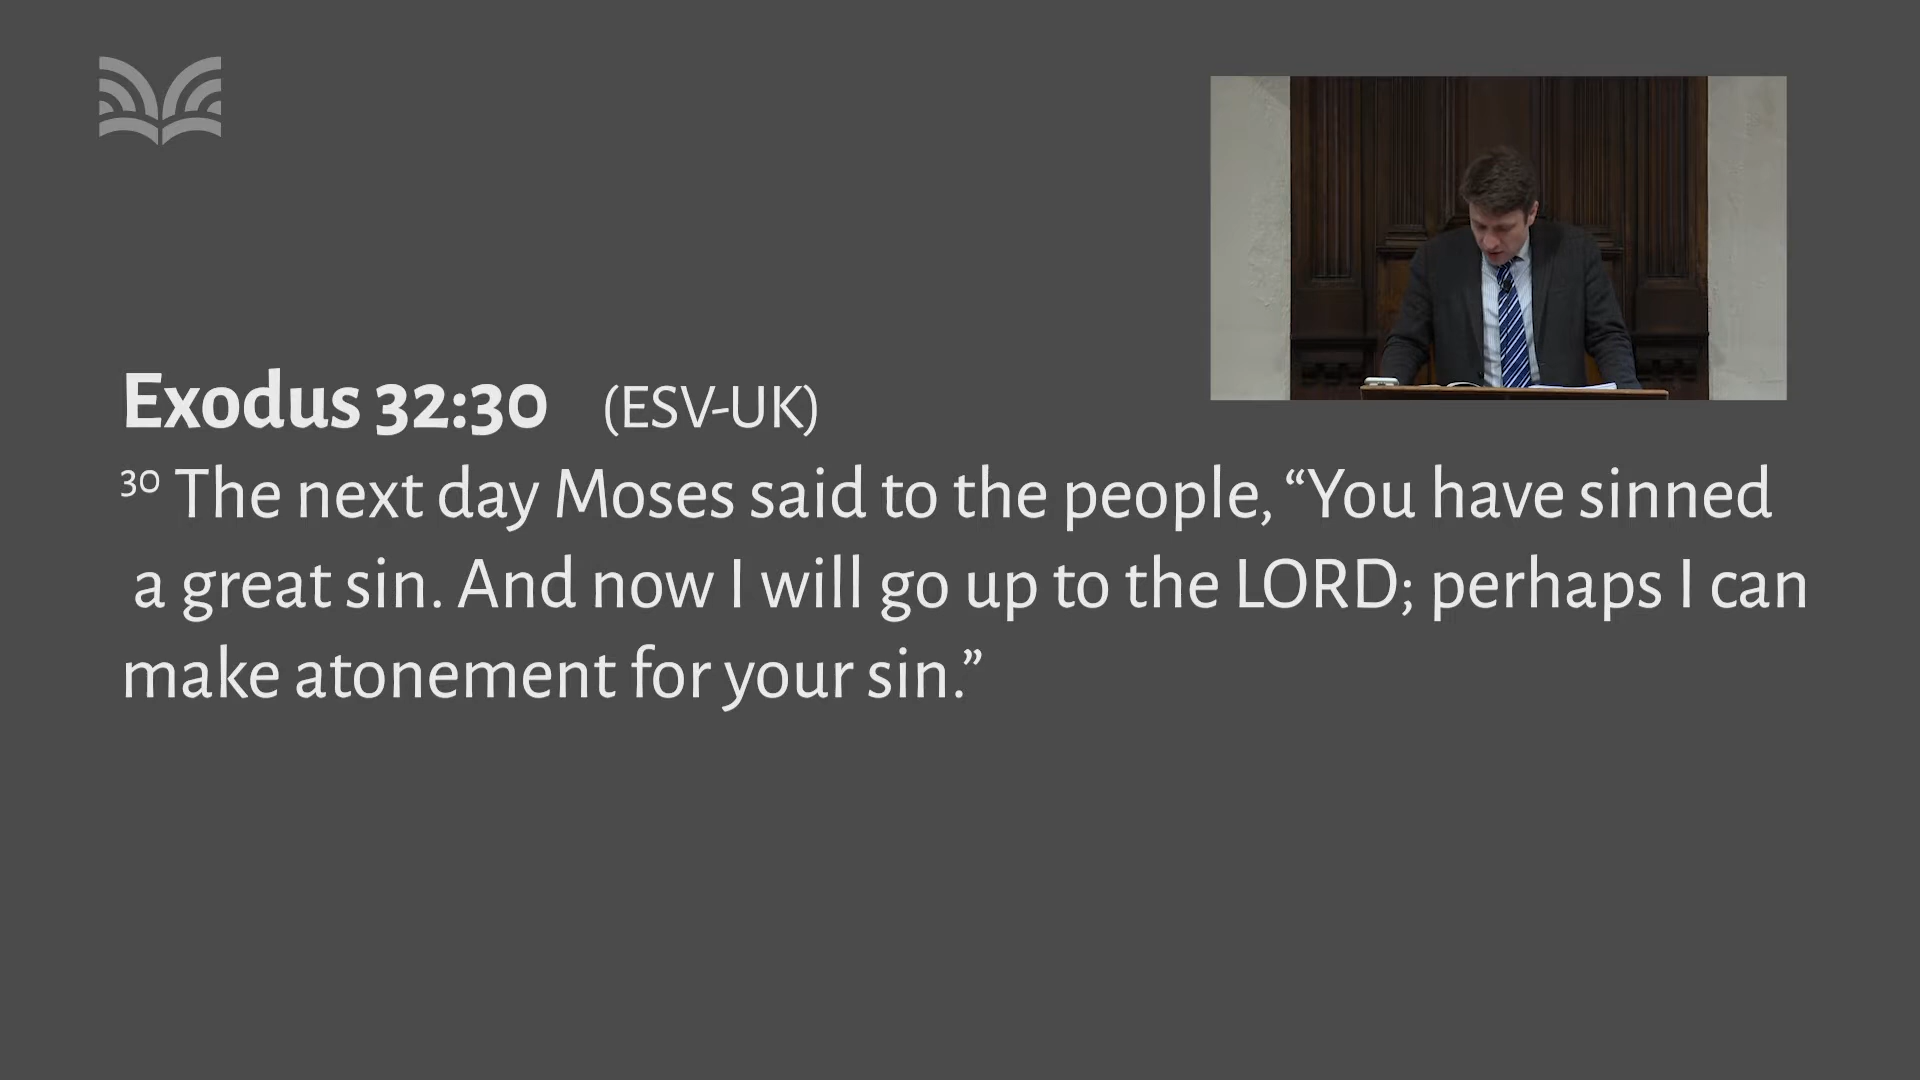 Exodus 32:30 (ESV-UK)
30 The next day Moses said to the people, “You have sinned
a great sin. And now I will go up to the LORD; perhaps I can
make atonement for your sin.”